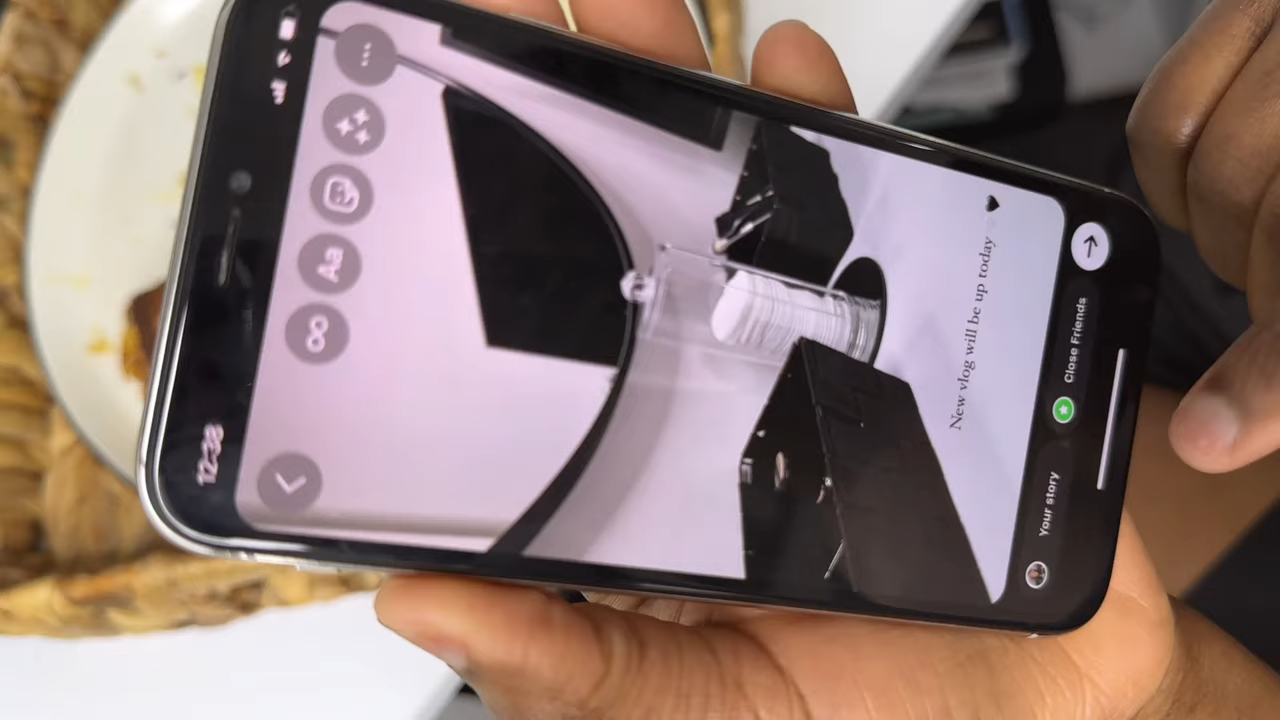 12:38
Aa
New vlog will be up today 🖤
Your story
Close Friends